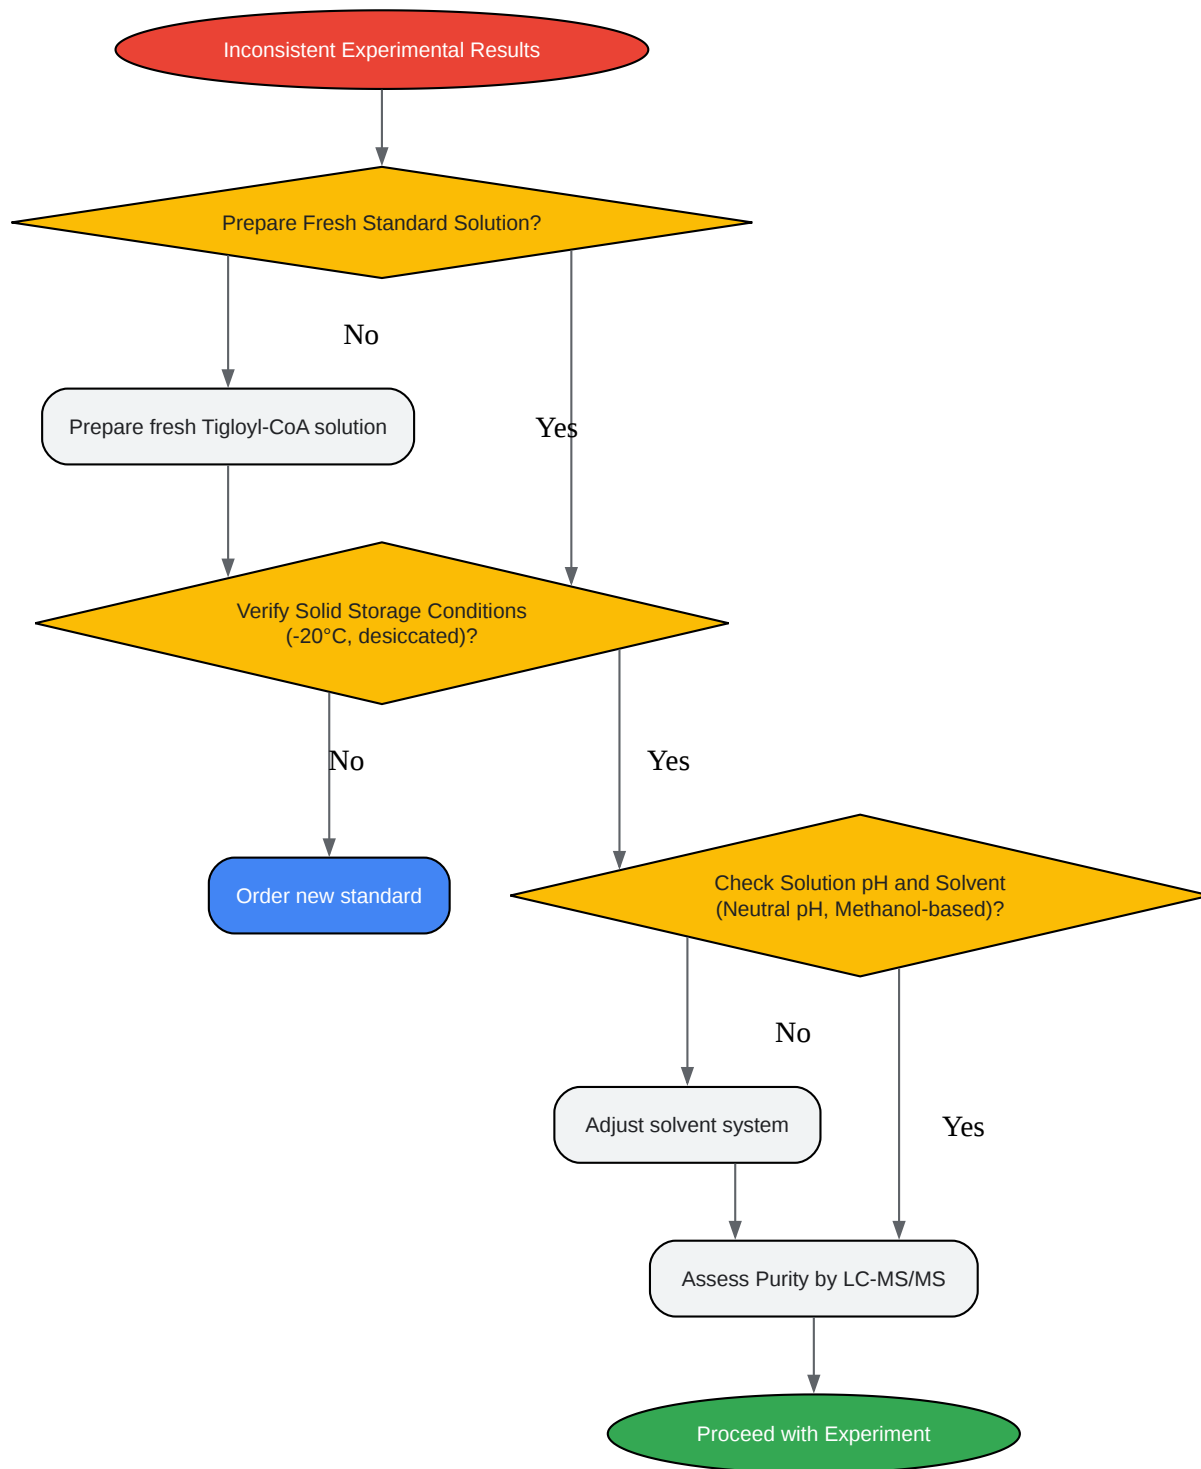 Inconsistent Experimental Results
Prepare Fresh Standard Solution?
No
Prepare fresh Tigloyl-CoA solution
Yes
Verify Solid Storage Conditions
(-20°C, desiccated)?
No
Yes
Order new standard
Check Solution pH and Solvent
(Neutral pH, Methanol-based)?
No
Adjust solvent system
Yes
Assess Purity by LC-MS/MS
Proceed with Experiment